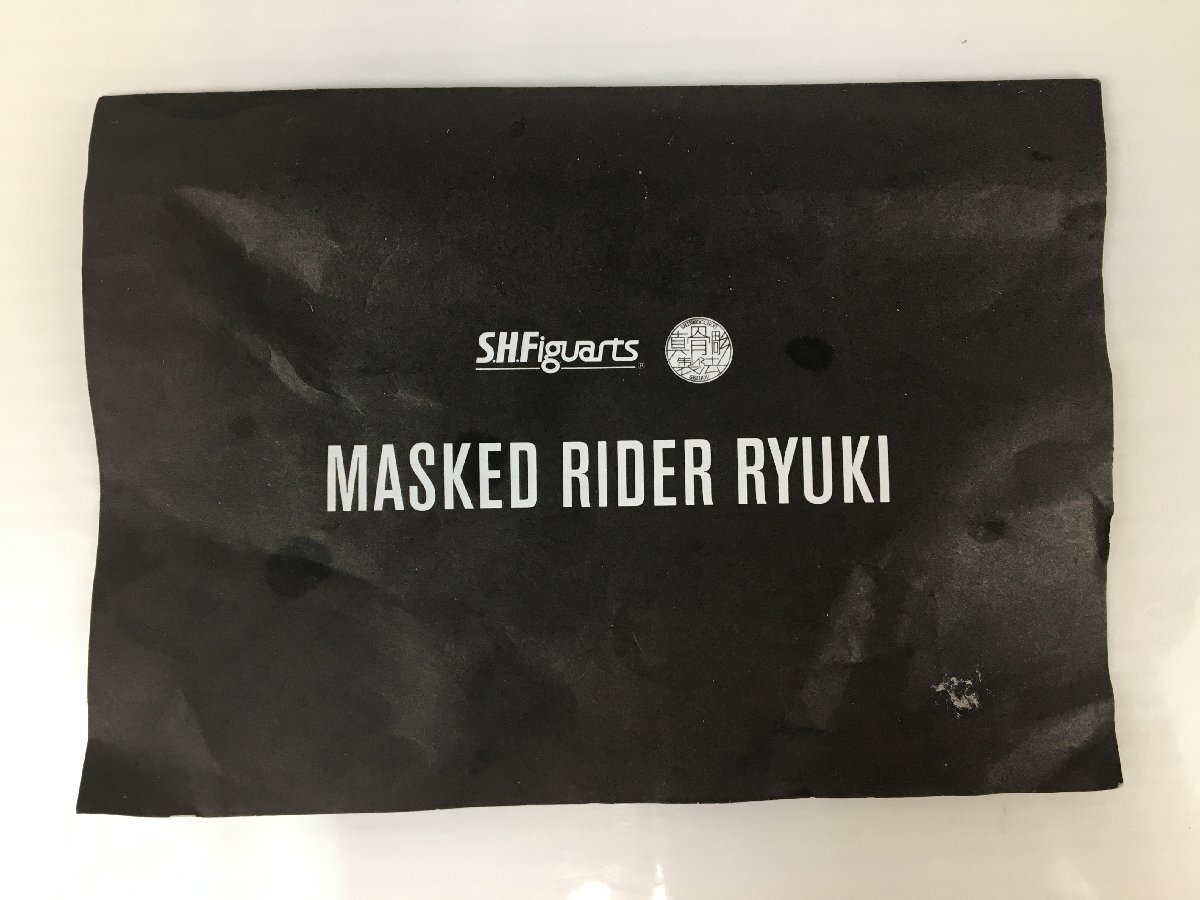 S.H.Figuarts®
真骨彫
製法
MASKED RIDER RYUKI